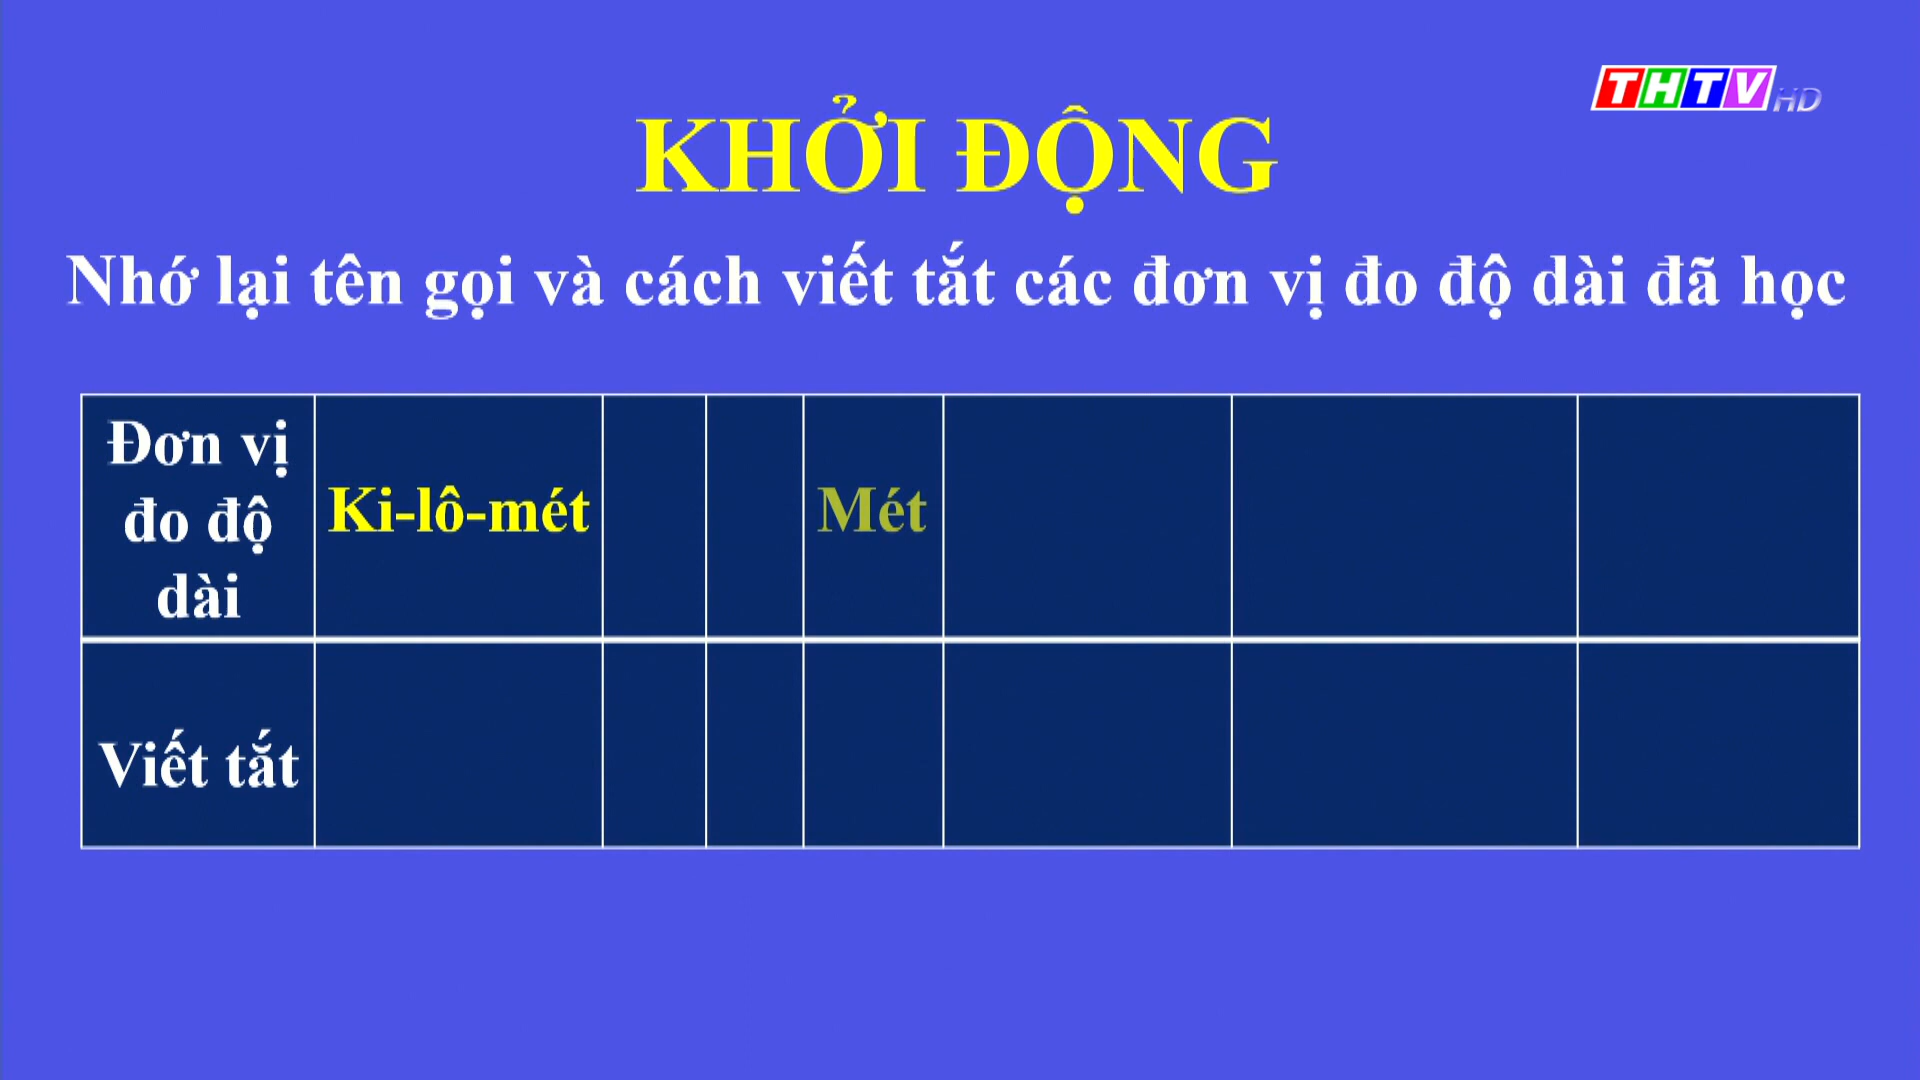 THTV HD
KHỞI ĐỘNG
Nhớ lại tên gọi và cách viết tắt các đơn vị đo độ dài đã học
Đơn vị
đo độ
dài
Ki-lô-mét
Mét
Viết tắt